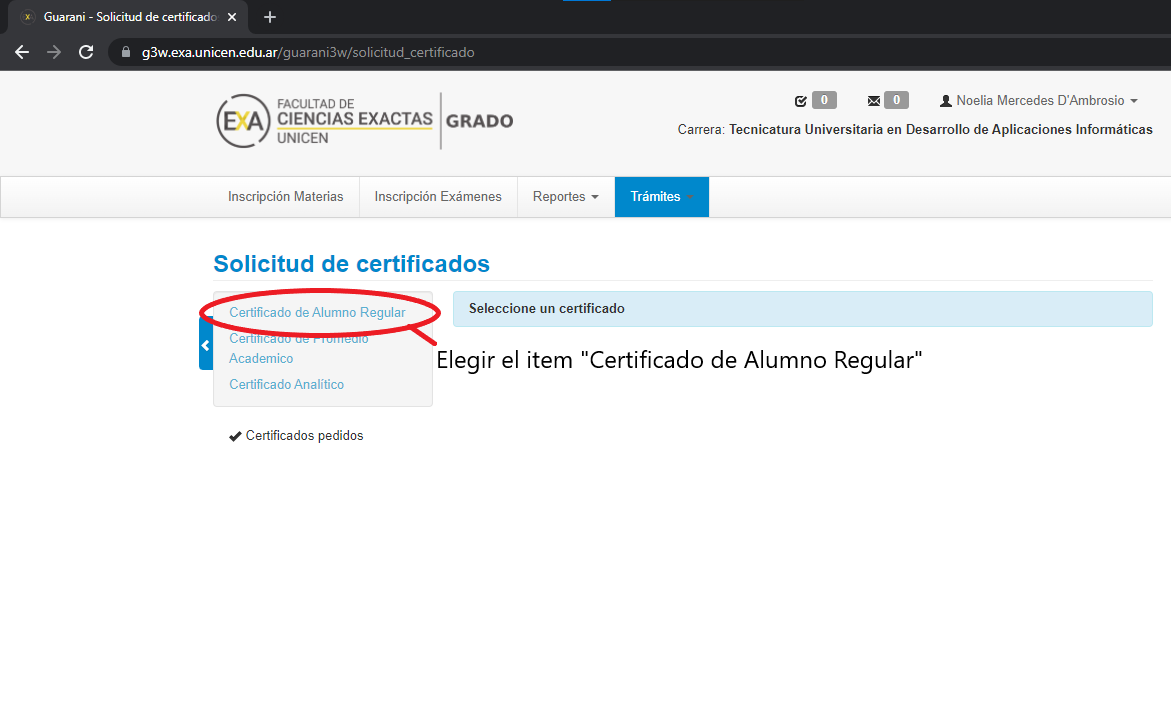 Guarani - Solicitud de certificado
g3w.exa.unicen.edu.ar/guarani3w/solicitud_certificado
EXA
FACULTAD DE
CIENCIAS EXACTAS
UNICEN
GRADO
0
0
Noelia Mercedes D'Ambrosio
Carrera: Tecnicatura Universitaria en Desarrollo de Aplicaciones Informáticas
Inscripción Materias
Inscripción Exámenes
Reportes
Trámites
Solicitud de certificados
Certificado de Alumno Regular
Certificado de Promedio
Academico
Certificado Analítico
Certificados pedidos
Seleccione un certificado
Elegir el item "Certificado de Alumno Regular"